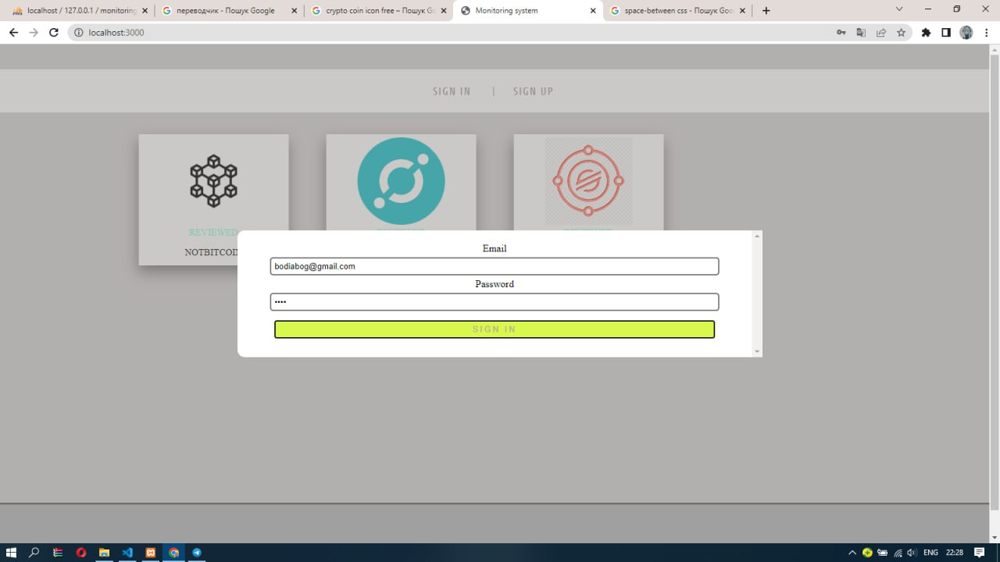 localhost / 127.0.0.1 / monitoring
переводчик - Пошук Google
crypto coin icon free – Пошук Go
Monitoring system
space-between css - Пошук Goo
localhost:3000
SIGN IN | SIGN UP
REVIEWED
NOTBITCOIN
Email
bodiabog@gmail.com
Password
••••
SIGN IN
ENG 22:28